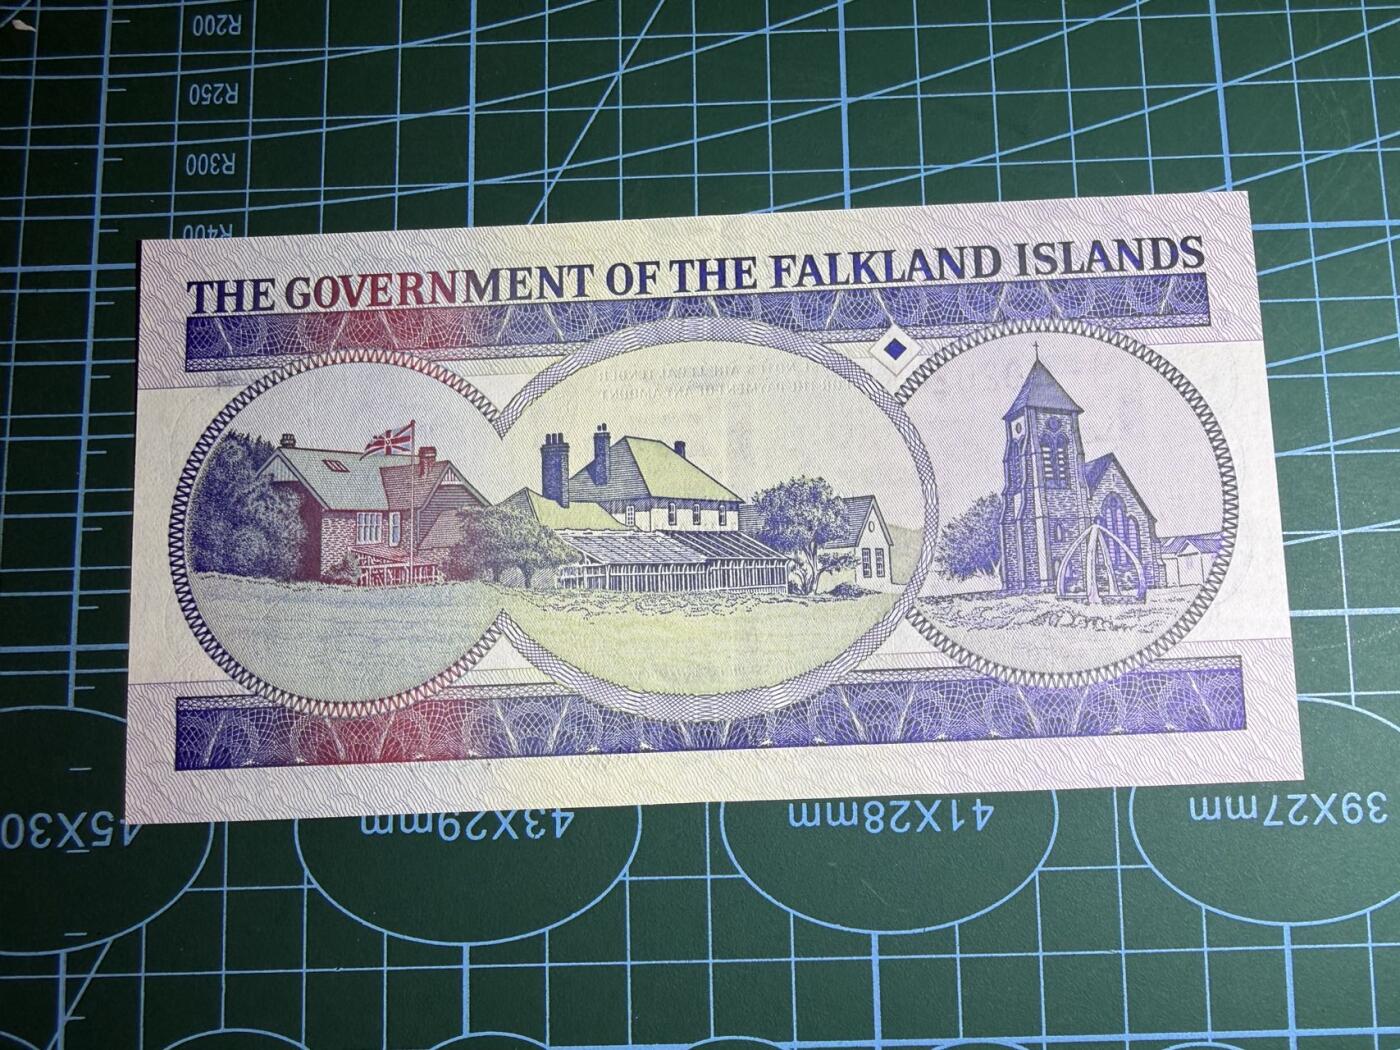 R200
R250
R300
R400
THE GOVERNMENT OF THE FALKLAND ISLANDS
45X30
43X29mm
41X28mm
39X27mm